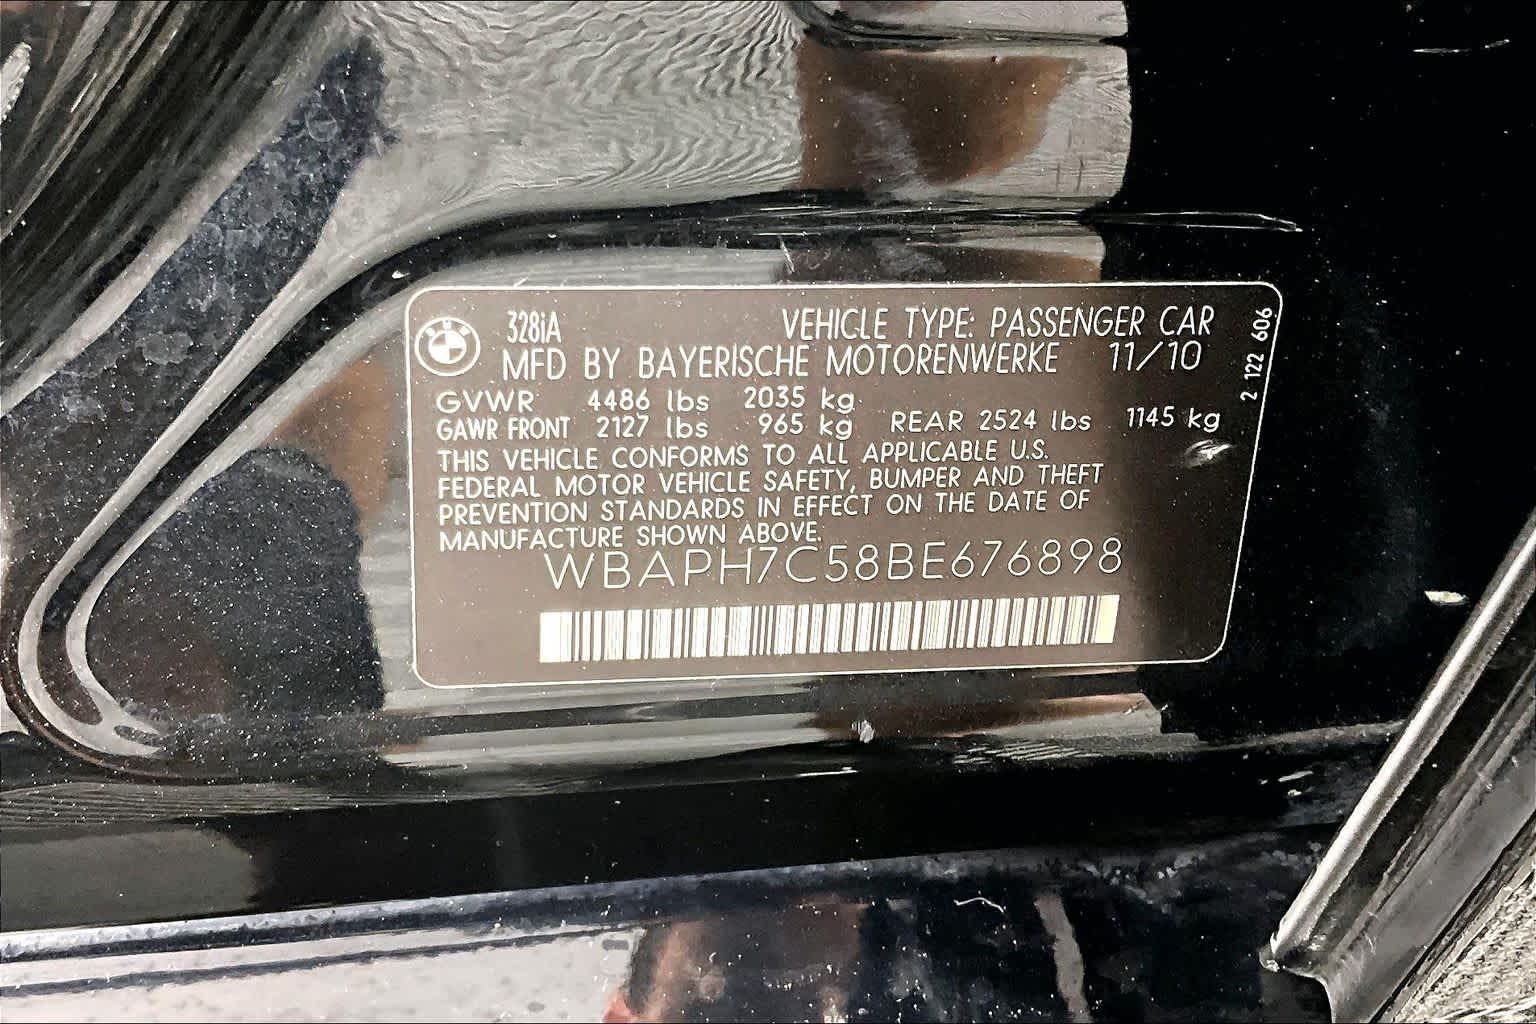 328iA VEHICLE TYPE: PASSENGER CAR
MFD BY BAYERISCHE MOTORENWERKE 11/10
GVWR 4486 lbs 2035 kg
GAWR FRONT 2127 lbs 965 kg REAR 2524 lbs 1145 kg
THIS VEHICLE CONFORMS TO ALL APPLICABLE U.S.
FEDERAL MOTOR VEHICLE SAFETY, BUMPER AND THEFT
PREVENTION STANDARDS IN EFFECT ON THE DATE OF
MANUFACTURE SHOWN ABOVE.
WBAPH7C58BE676898
2 122 606